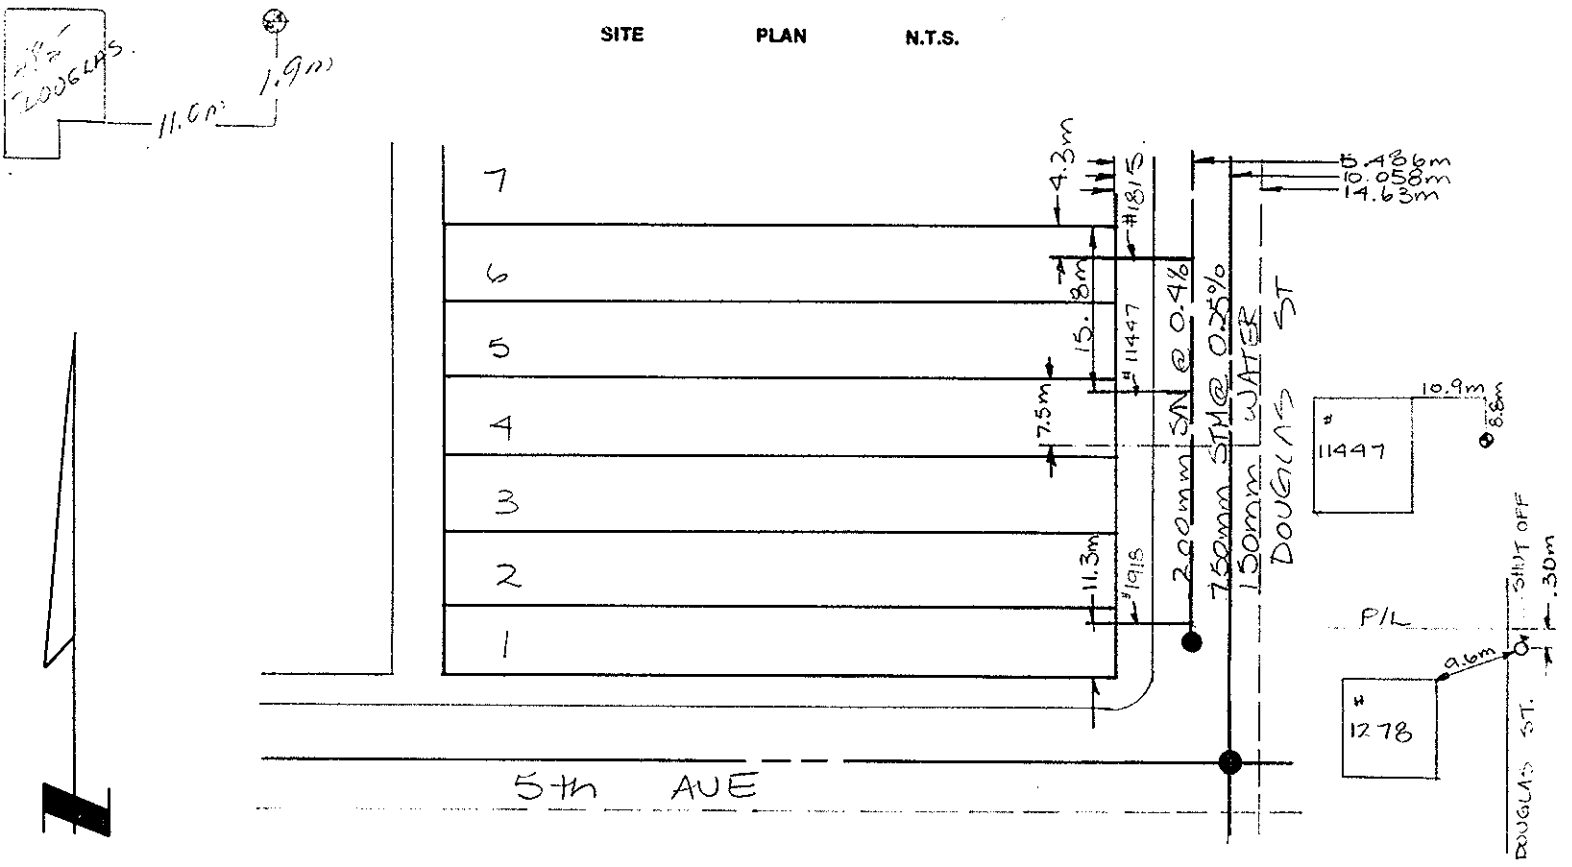 SITE PLAN N.T.S.
DOUGLAS.
1.9m
11.0m
7
6
5
4
3
2
1
4.3m
#1815.
5.486m
10.058m
14.63m
15.8m
#11447
7.5m
11.3m
#1918
200mm SAN @ 0.4%
750mm STM @ 0.25%
150mm WATER
DOUGLAS ST
10.9m
8.8m
#
11447
SHUT OFF
.30m
P/L
9.6m
#
1278
DOUGLAS ST.
5th AVE